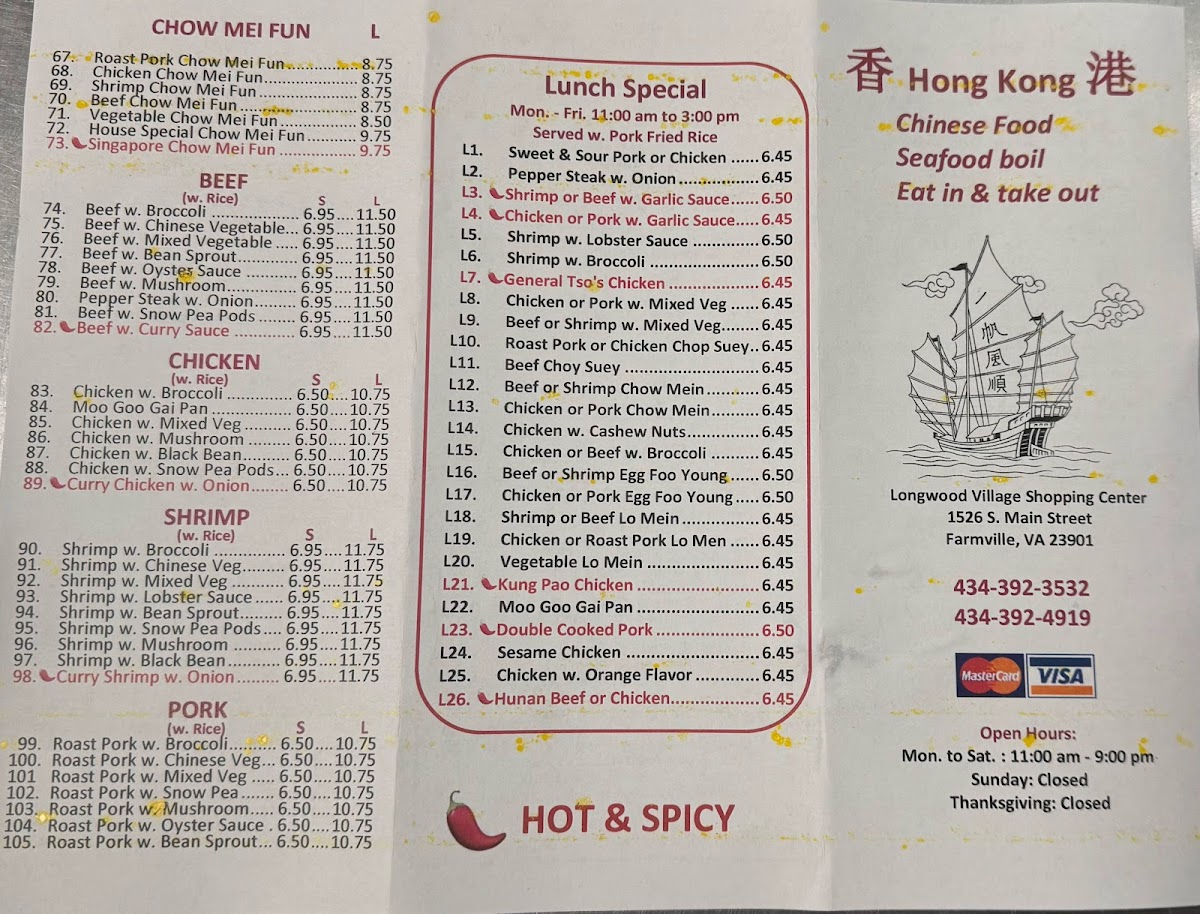 CHOW MEI FUN L
67. Roast Pork Chow Mei Fun 8.75
68. Chicken Chow Mei Fun 8.75
69. Shrimp Chow Mei Fun 8.75
70. Beef Chow Mei Fun 8.75
71. Vegetable Chow Mei Fun 8.50
72. House Special Chow Mei Fun 9.75
73. Singapore Chow Mei Fun 9.75
BEEF
(w. Rice) S L
74. Beef w. Broccoli 6.95 11.50
75. Beef w. Chinese Vegetable 6.95 11.50
76. Beef w. Mixed Vegetable 6.95 11.50
77. Beef w. Bean Sprout 6.95 11.50
78. Beef w. Oystes Sauce 6.95 11.50
79. Beef w. Mushroom 6.95 11.50
80. Pepper Steak w. Onion 6.95 11.50
81. Beef w. Snow Pea Pods 6.95 11.50
82. Beef w. Curry Sauce 6.95 11.50
CHICKEN
(w. Rice) S L
83. Chicken w. Broccoli 6.50 10.75
84. Moo Goo Gai Pan 6.50 10.75
85. Chicken w. Mixed Veg 6.50 10.75
86. Chicken w. Mushroom 6.50 10.75
87. Chicken w. Black Bean 6.50 10.75
88. Chicken w. Snow Pea Pods 6.50 10.75
89. Curry Chicken w. Onion 6.50 10.75
SHRIMP
(w. Rice) S L
90. Shrimp w. Broccoli 6.95 11.75
91. Shrimp w. Chinese Veg 6.95 11.75
92. Shrimp w. Mixed Veg 6.95 11.75
93. Shrimp w. Lobster Sauce 6.95 11.75
94. Shrimp w. Bean Sprout 6.95 11.75
95. Shrimp w. Snow Pea Pods 6.95 11.75
96. Shrimp w. Mushroom 6.95 11.75
97. Shrimp w. Black Bean 6.95 11.75
98. Curry Shrimp w. Onion 6.95 11.75
PORK
(w. Rice) S L
99. Roast Pork w. Broccoli 6.50 10.75
100. Roast Pork w. Chinese Veg 6.50 10.75
101 Roast Pork w. Mixed Veg 6.50 10.75
102. Roast Pork w. Snow Pea 6.50 10.75
103. Roast Pork w. Mushroom 6.50 10.75
104. Roast Pork w. Oyster Sauce 6.50 10.75
105. Roast Pork w. Bean Sprout 6.50 10.75
Lunch Special
Mon. - Fri. 11:00 am to 3:00 pm
Served w. Pork Fried Rice
L1. Sweet & Sour Pork or Chicken 6.45
L2. Pepper Steak w. Onion 6.45
L3. Shrimp or Beef w. Garlic Sauce 6.50
L4. Chicken or Pork w. Garlic Sauce 6.45
L5. Shrimp w. Lobster Sauce 6.50
L6. Shrimp w. Broccoli 6.50
L7. General Tso's Chicken 6.45
L8. Chicken or Pork w. Mixed Veg 6.45
L9. Beef or Shrimp w. Mixed Veg 6.45
L10. Roast Pork or Chicken Chop Suey 6.45
L11. Beef Choy Suey 6.45
L12. Beef or Shrimp Chow Mein 6.45
L13. Chicken or Pork Chow Mein 6.45
L14. Chicken w. Cashew Nuts 6.45
L15. Chicken or Beef w. Broccoli 6.45
L16. Beef or Shrimp Egg Foo Young 6.50
L17. Chicken or Pork Egg Foo Young 6.50
L18. Shrimp or Beef Lo Mein 6.45
L19. Chicken or Roast Pork Lo Men 6.45
L20. Vegetable Lo Mein 6.45
L21. Kung Pao Chicken 6.45
L22. Moo Goo Gai Pan 6.45
L23. Double Cooked Pork 6.50
L24. Sesame Chicken 6.45
L25. Chicken w. Orange Flavor 6.45
L26. Hunan Beef or Chicken 6.45
HOT & SPICY
香 Hong Kong 港
Chinese Food
Seafood boil
Eat in & take out
一帆風順
Longwood Village Shopping Center
1526 S. Main Street
Farmville, VA 23901
434-392-3532
434-392-4919
MasterCard VISA
Open Hours:
Mon. to Sat. : 11:00 am - 9:00 pm
Sunday: Closed
Thanksgiving: Closed